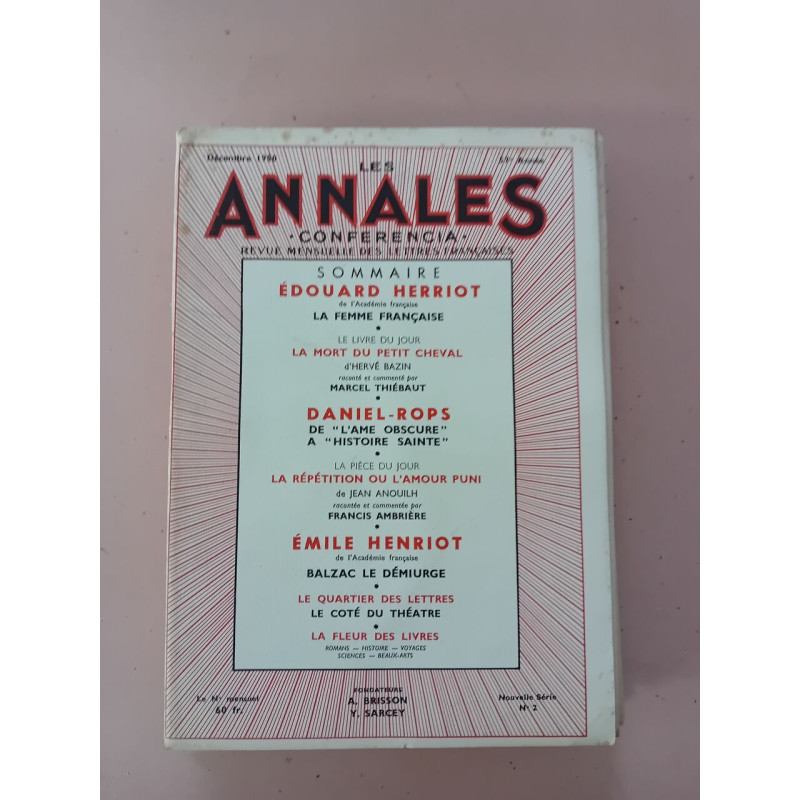 Décembre 1950
57e Année
LES
ANNALES
·CONFERENCIA·
REVUE MENSUELLE DES LETTRES FRANÇAISES
SOMMAIRE
ÉDOUARD HERRIOT
de l'Académie française
LA FEMME FRANÇAISE
LE LIVRE DU JOUR
LA MORT DU PETIT CHEVAL
d'HERVÉ BAZIN
raconté et commenté par
MARCEL THIÉBAUT
DANIEL-ROPS
DE "L'AME OBSCURE"
A "HISTOIRE SAINTE"
LA PIÈCE DU JOUR
LA RÉPÉTITION OU L'AMOUR PUNI
de JEAN ANOUILH
racontée et commentée par
FRANCIS AMBRIÈRE
ÉMILE HENRIOT
de l'Académie française
BALZAC LE DÉMIURGE
LE QUARTIER DES LETTRES
LE COTÉ DU THÉATRE
LA FLEUR DES LIVRES
ROMANS — HISTOIRE — VOYAGES
SCIENCES — BEAUX-ARTS
Le No mensuel
60 fr.
FONDATEURS
A. BRISSON
Y. SARCEY
Nouvelle Série
No 2